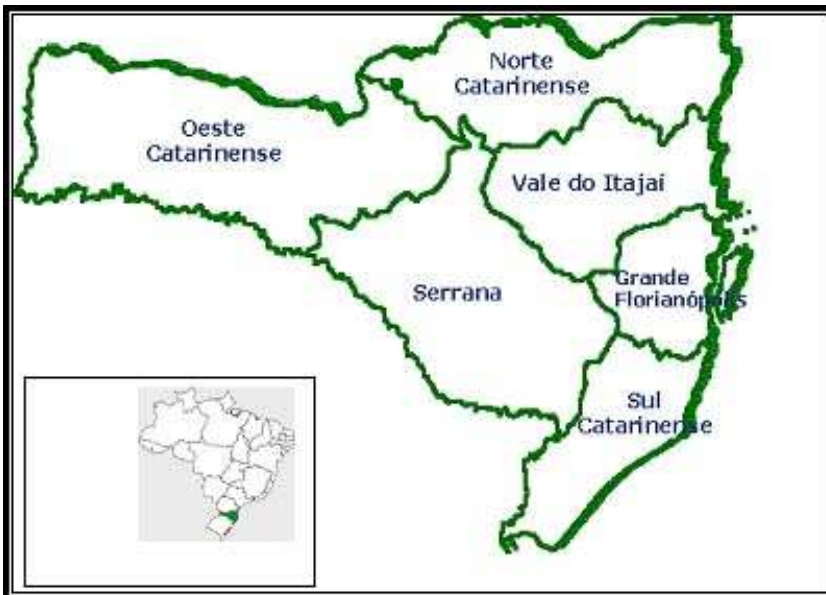 Norte
Catarinense
Oeste
Catarinense
Vale do Itajaí
Grande
Florianópolis
Serrana
Sul
Catarinense